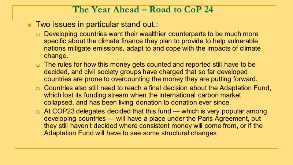 The Year Ahead – Road to CoP 24
Two issues in particular stand out.:
Developing countries want their wealthier counterparts to be much more
specific about the climate finance they plan to provide to help vulnerable
nations mitigate emissions, adapt to and cope with the impacts of climate
change.
The rules for how this money gets counted and reported still have to be
decided, and civil society groups have charged that so far developed
countries are prone to overcounting the money they are putting forward.
Countries also still need to reach a final decision about the Adaptation Fund,
which lost its funding stream when the international carbon market
collapsed, and has been living donation to donation ever since.
At COP23 delegates decided that this fund — which is very popular among
developing countries — will have a place under the Paris Agreement, but
they still haven't decided where consistent money will come from, or if the
Adaptation Fund will have to see some structural changes